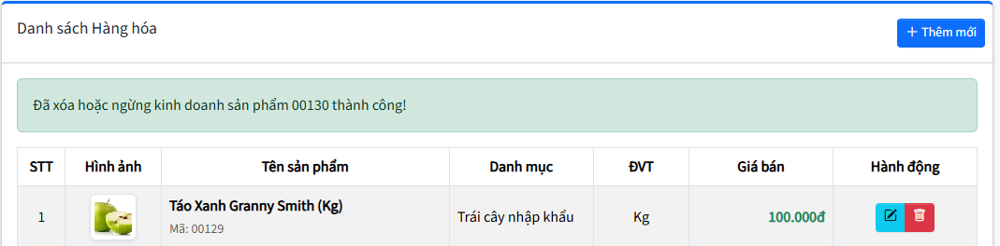 Danh sách Hàng hóa
+ Thêm mới
Đã xóa hoặc ngừng kinh doanh sản phẩm 00130 thành công!
STT Hình ảnh Tên sản phẩm Danh mục ĐVT Giá bán Hành động
1 Táo Xanh Granny Smith (Kg) Trái cây nhập khẩu Kg 100.000đ
Mã: 00129